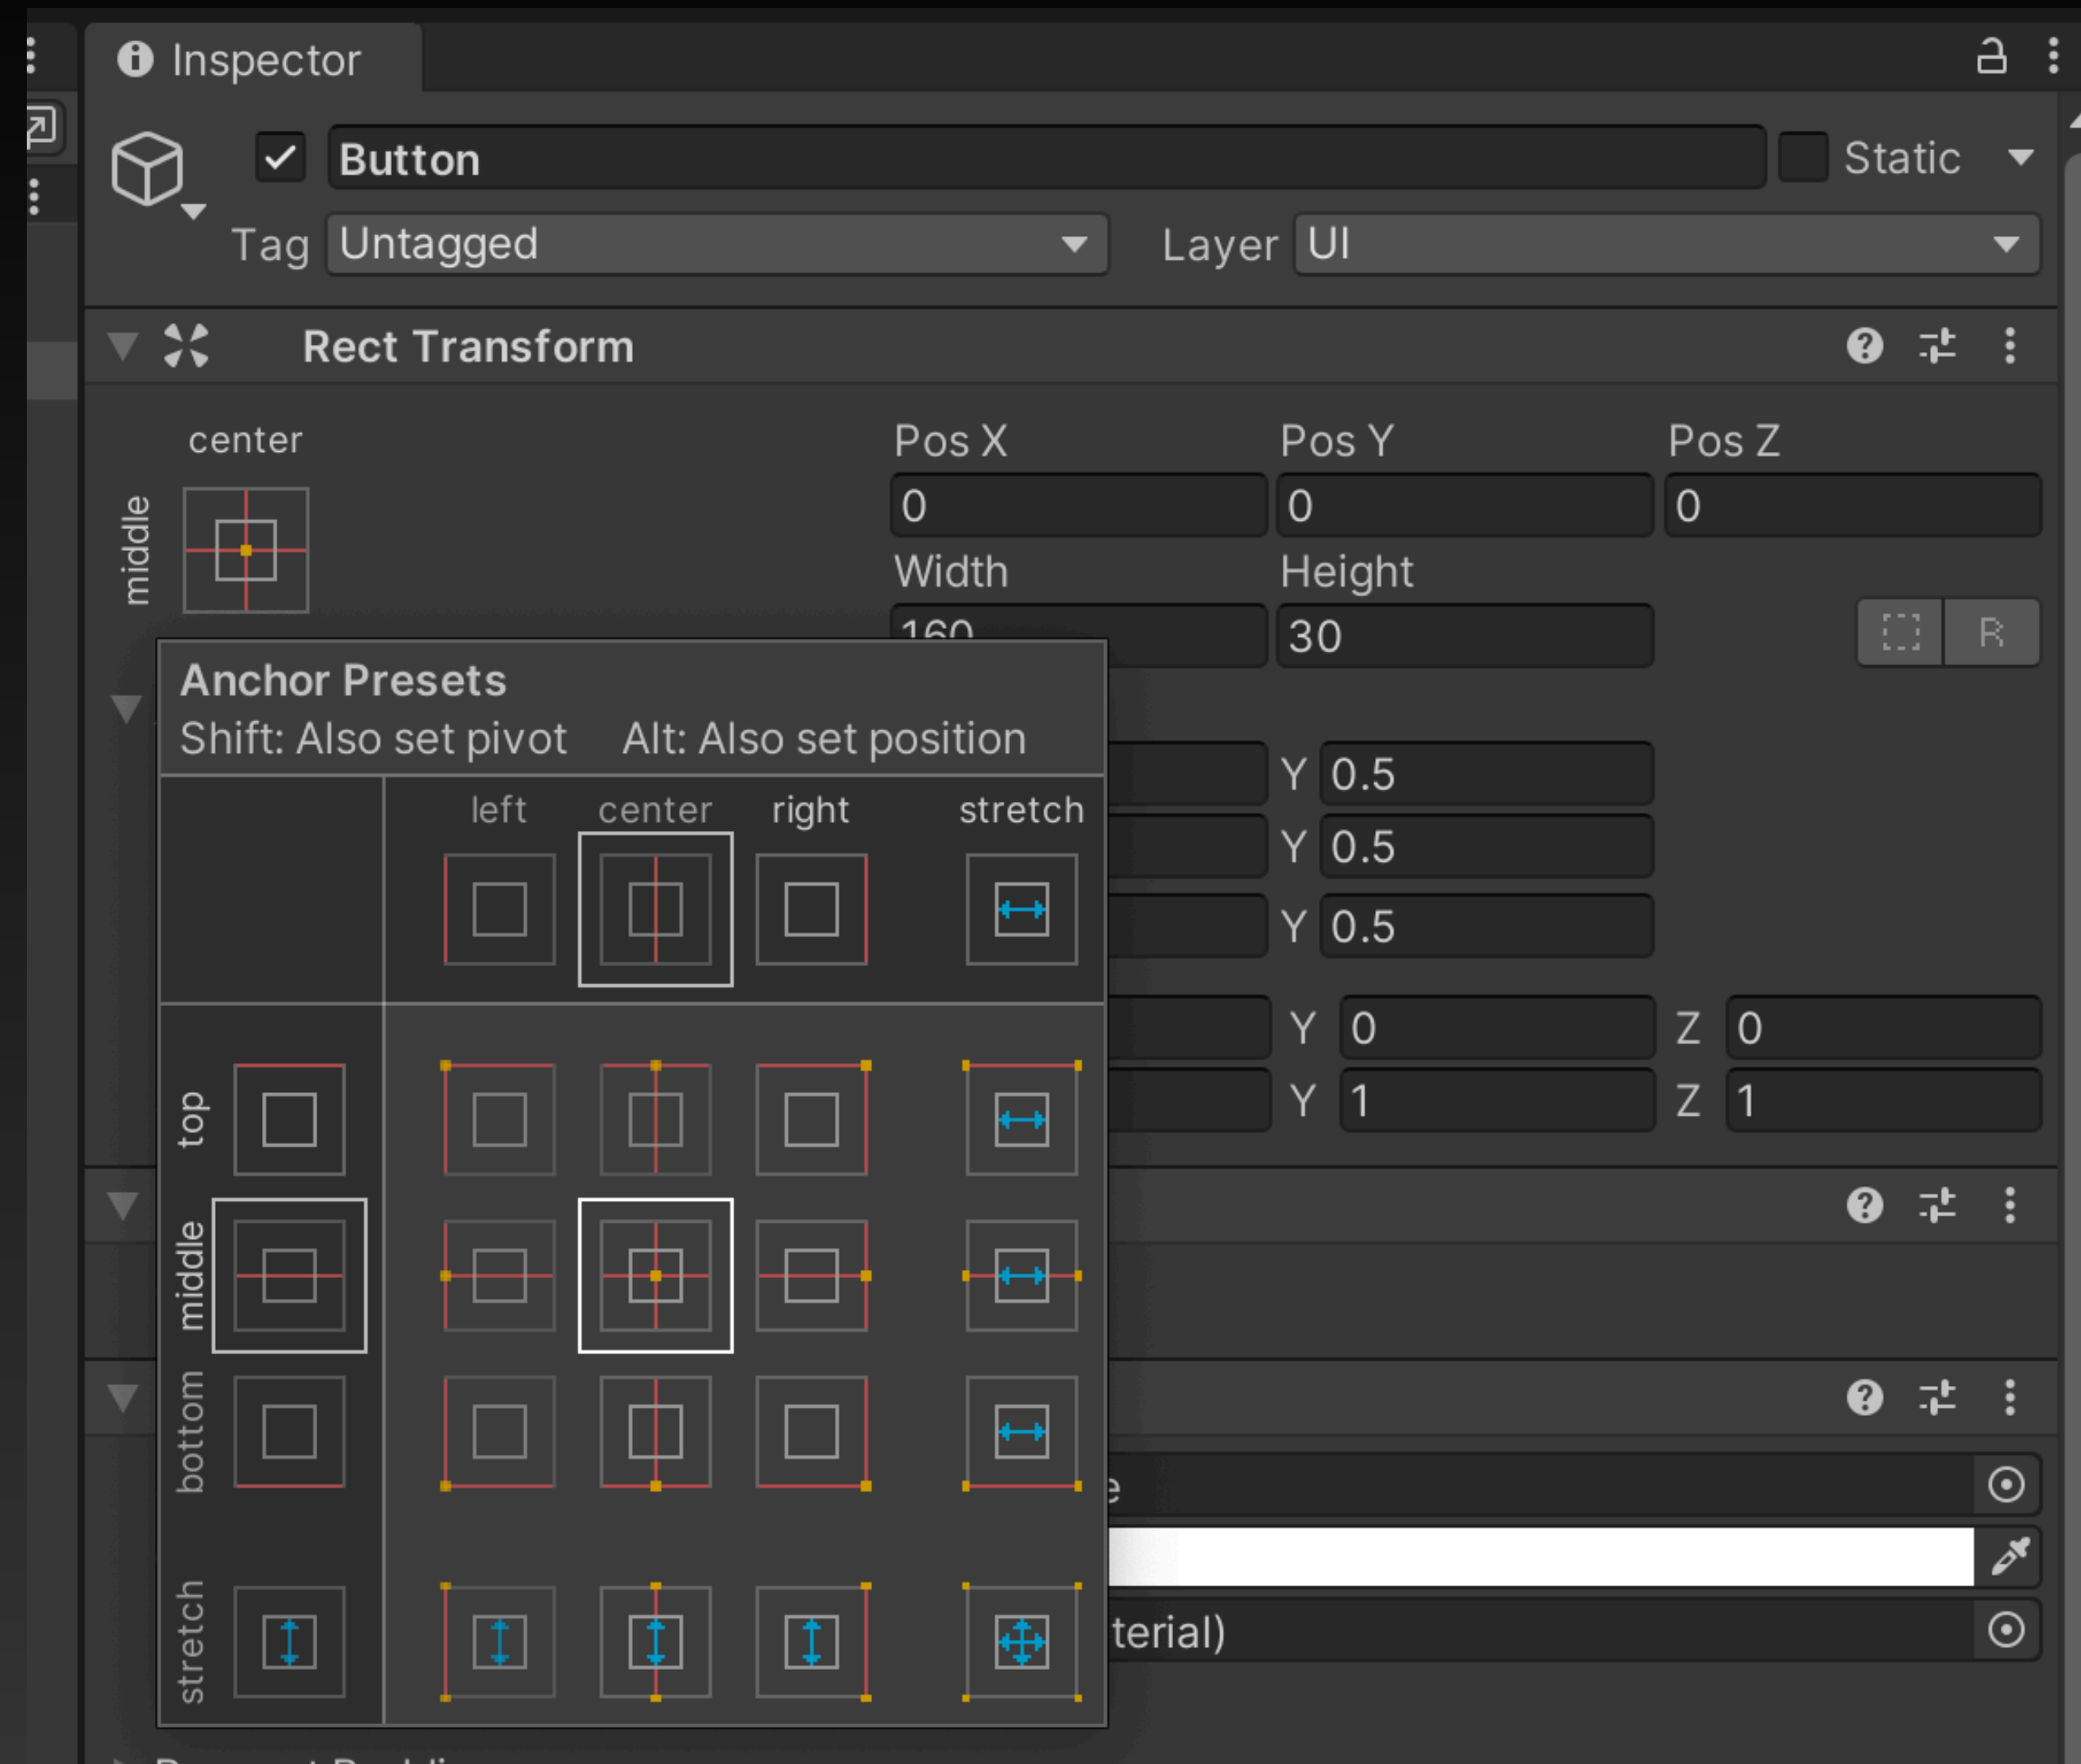 Inspector
Button
Static
Tag Untagged Layer UI
Rect Transform
center
middle
Pos X Pos Y Pos Z
0 0 0
Width Height
160 30
R
Anchor Presets
Shift: Also set pivot Alt: Also set position
left center right stretch
top
middle
bottom
stretch
Y 0.5
Y 0.5
Y 0.5
Y 0 Z 0
Y 1 Z 1
e
terial)